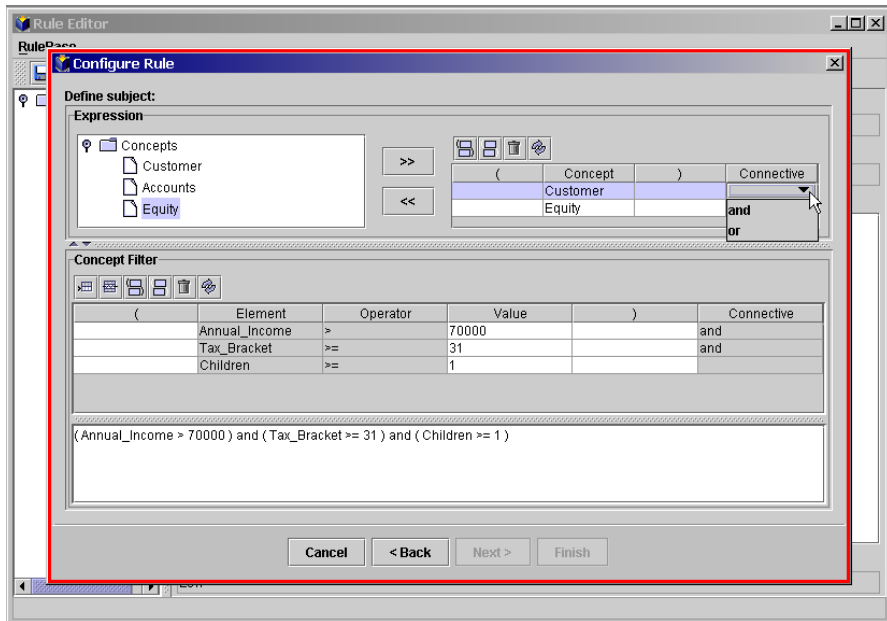 Rule Editor
RuleBase
Configure Rule
Define subject:
Expression
Concepts
Customer
Accounts
Equity
>>
<<
( Concept ) Connective
Customer
Equity
and
or
Concept Filter
( Element Operator Value ) Connective
Annual_Income > 70000 and
Tax_Bracket >= 31 and
Children >= 1
( Annual_Income > 70000 ) and ( Tax_Bracket >= 31 ) and ( Children >= 1 )
Cancel < Back Next > Finish